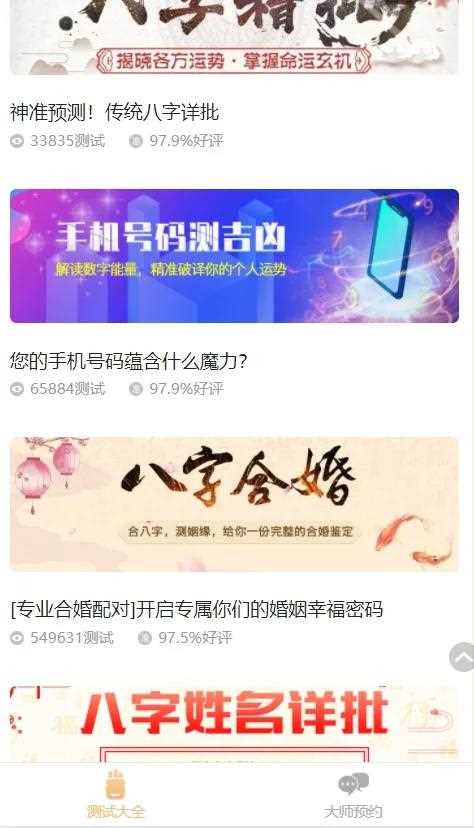 八字精批
揭晓各方运势·掌握命运玄机
神准预测！传统八字详批
33835测试 97.9%好评
手机号码测吉凶
解读数字能量，精准破译你的个人运势
您的手机号码蕴含什么魔力？
65884测试 97.9%好评
八字合婚
合八字，测姻缘，给你一份完整的合婚鉴定
[专业合婚配对]开启专属你们的婚姻幸福密码
549631测试 97.5%好评
八字姓名详批
测试大全 大师预约